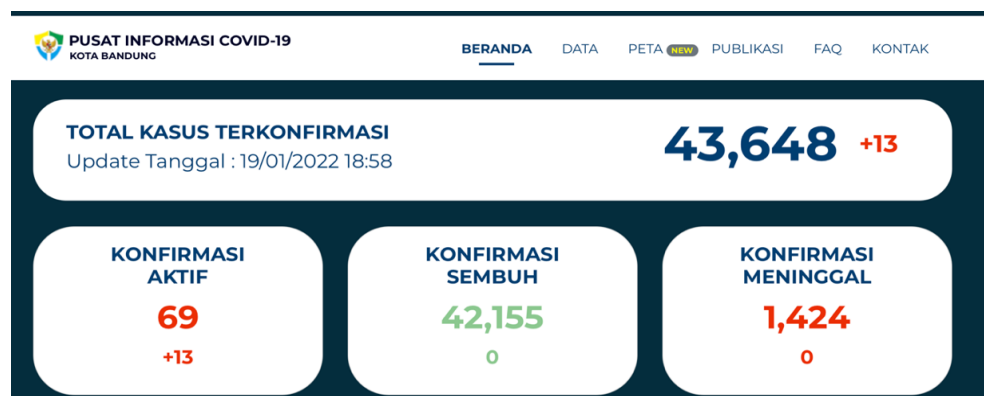 PUSAT INFORMASI COVID-19
KOTA BANDUNG
BERANDA DATA PETA NEW PUBLIKASI FAQ KONTAK
TOTAL KASUS TERKONFIRMASI
Update Tanggal : 19/01/2022 18:58
43,648 +13
KONFIRMASI
AKTIF
69
+13
KONFIRMASI
SEMBUH
42,155
0
KONFIRMASI
MENINGGAL
1,424
0